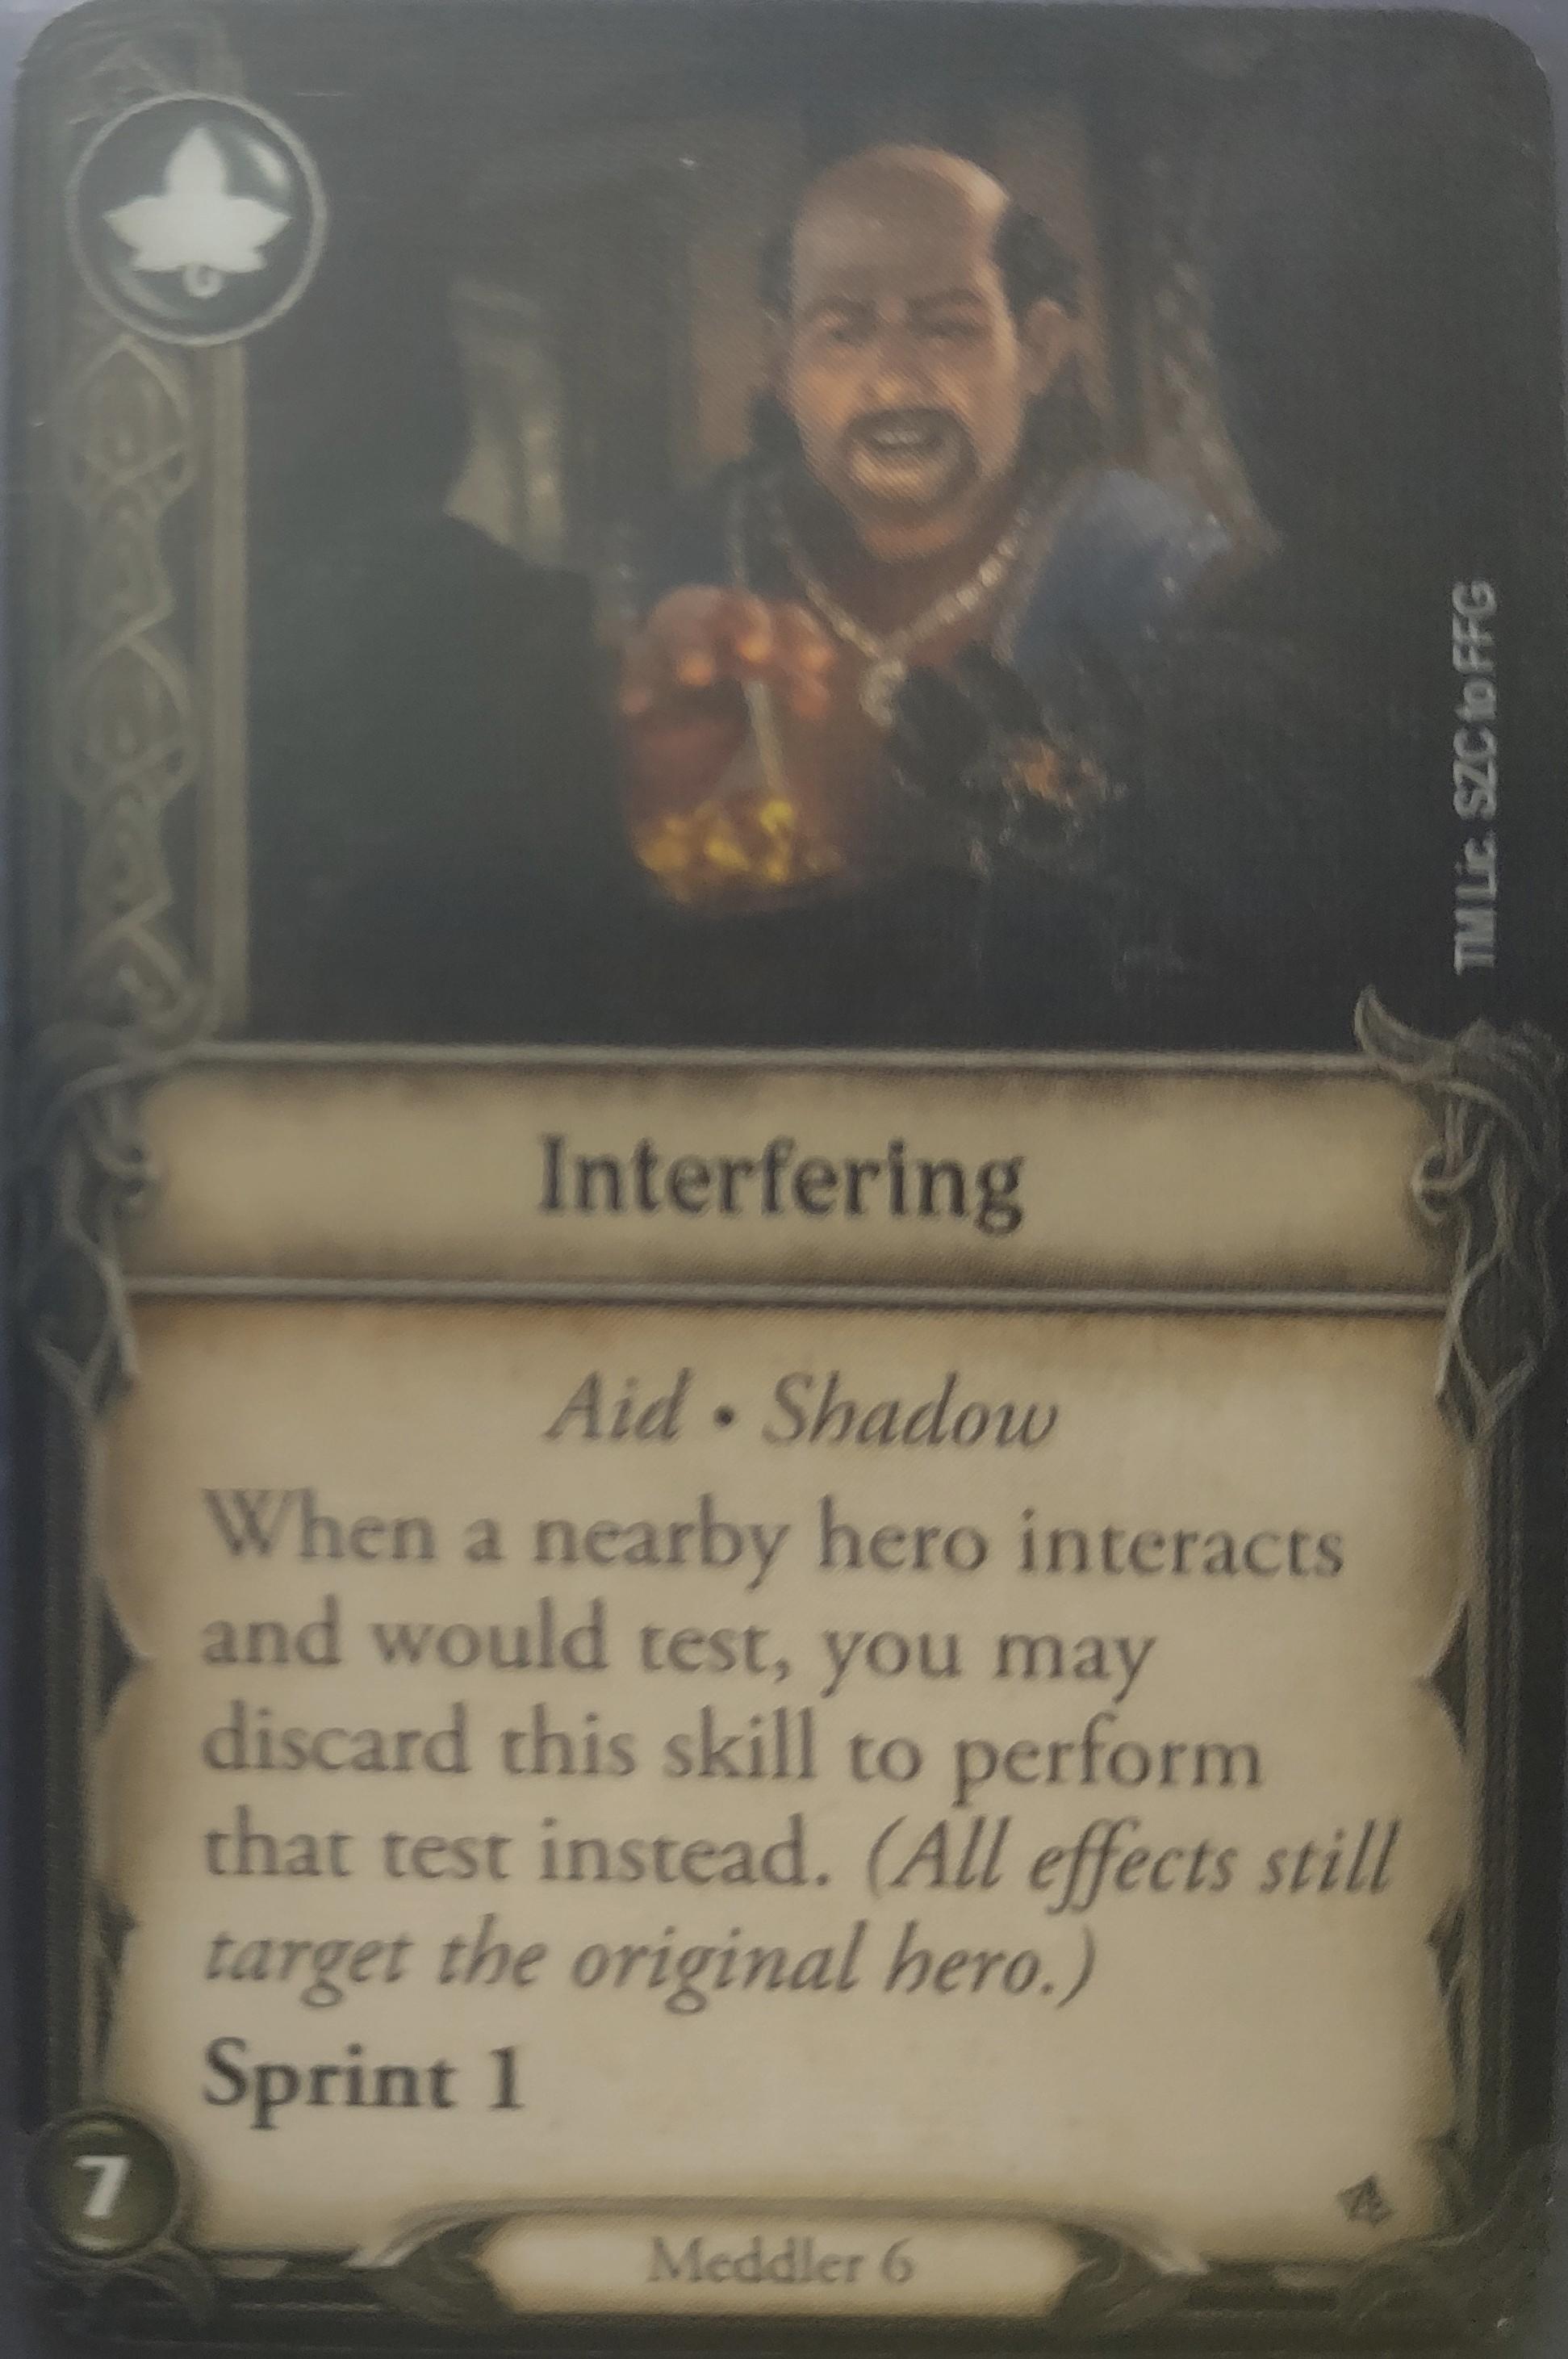 TM Lic. SZC to FFG
Interfering
Aid • Shadow
When a nearby hero interacts
and would test, you may
discard this skill to perform
that test instead. (All effects still
target the original hero.)
Sprint 1
7
Meddler 6